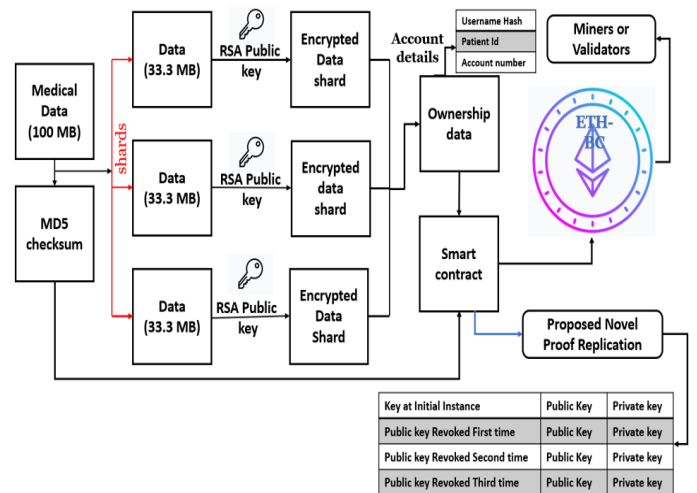 Medical
Data
(100 MB)
MD5
checksum
shards
Data
(33.3 MB)
RSA Public
key
Encrypted
Data
shard
Data
(33.3 MB)
RSA Public
key
Encrypted
data
shard
Data
(33.3 MB)
RSA Public
key
Encrypted
Data
Shard
Account
details
Username Hash
Patient Id
Account number
Ownership
data
Smart
contract
Miners or
Validators
ETH-
BC
Proposed Novel
Proof Replication
Key at Initial Instance Public Key Private key
Public key Revoked First time Public Key Private key
Public key Revoked Second time Public Key Private key
Public key Revoked Third time Public Key Private key